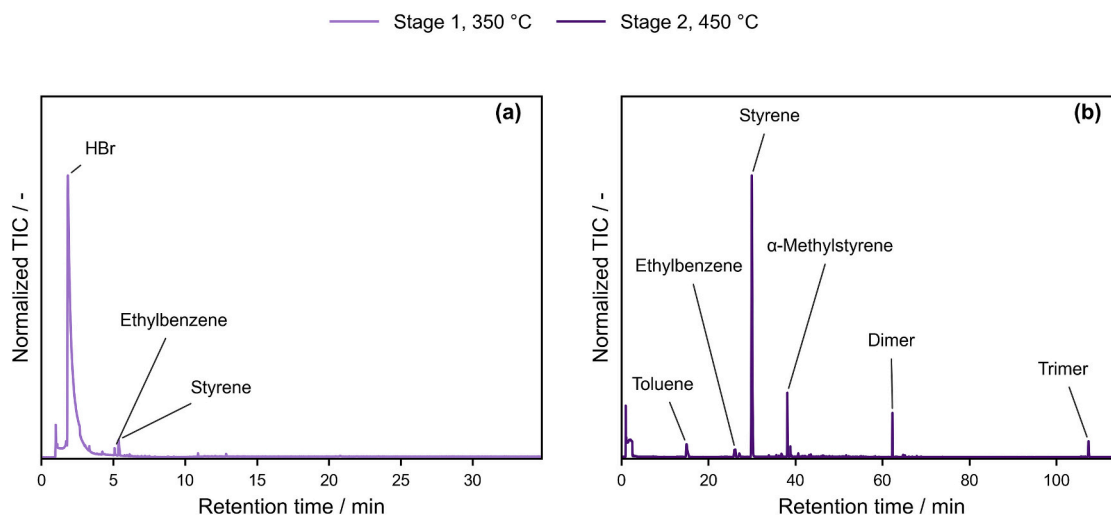 Stage 1, 350 °C
Stage 2, 450 °C
(a)
HBr
Ethylbenzene
Styrene
Normalized TIC / -
0 5 10 15 20 25 30
Retention time / min
(b)
Styrene
α-Methylstyrene
Ethylbenzene
Dimer
Toluene
Trimer
Normalized TIC / -
0 20 40 60 80 100
Retention time / min